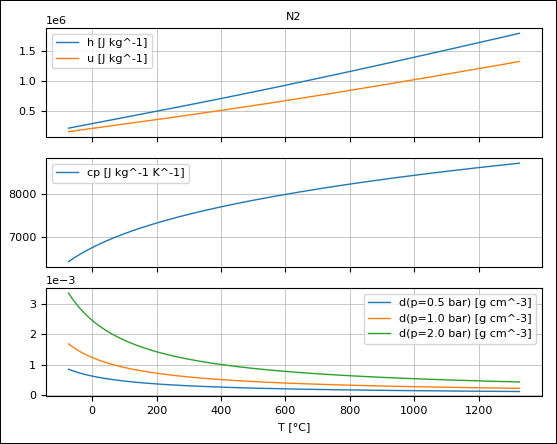 N2
1e6
h [J kg^-1]
u [J kg^-1]
1.5
1.0
0.5
cp [J kg^-1 K^-1]
8000
7000
1e−3
d(p=0.5 bar) [g cm^-3]
d(p=1.0 bar) [g cm^-3]
d(p=2.0 bar) [g cm^-3]
3
2
1
0
0 200 400 600 800 1000 1200
T [°C]